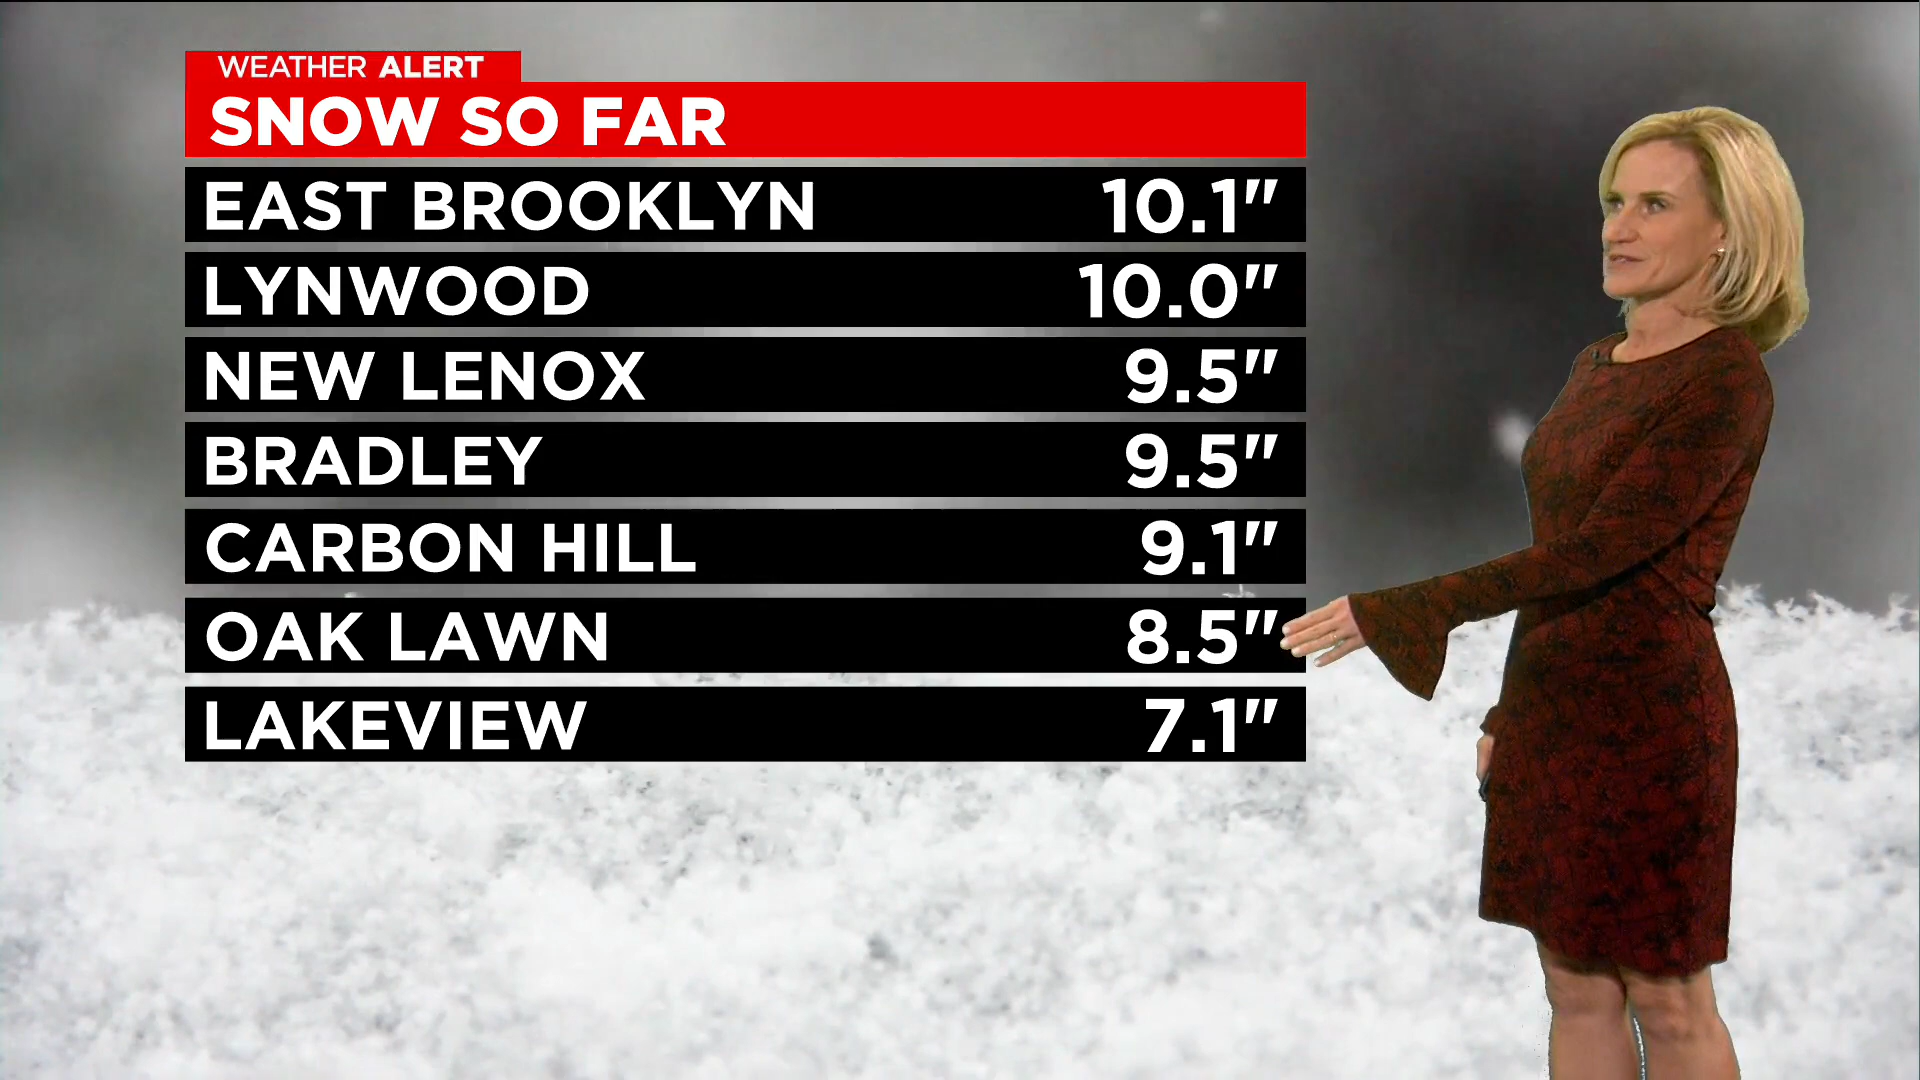 WEATHER ALERT
SNOW SO FAR
EAST BROOKLYN 10.1"
LYNWOOD 10.0"
NEW LENOX 9.5"
BRADLEY 9.5"
CARBON HILL 9.1"
OAK LAWN 8.5"
LAKEVIEW 7.1"